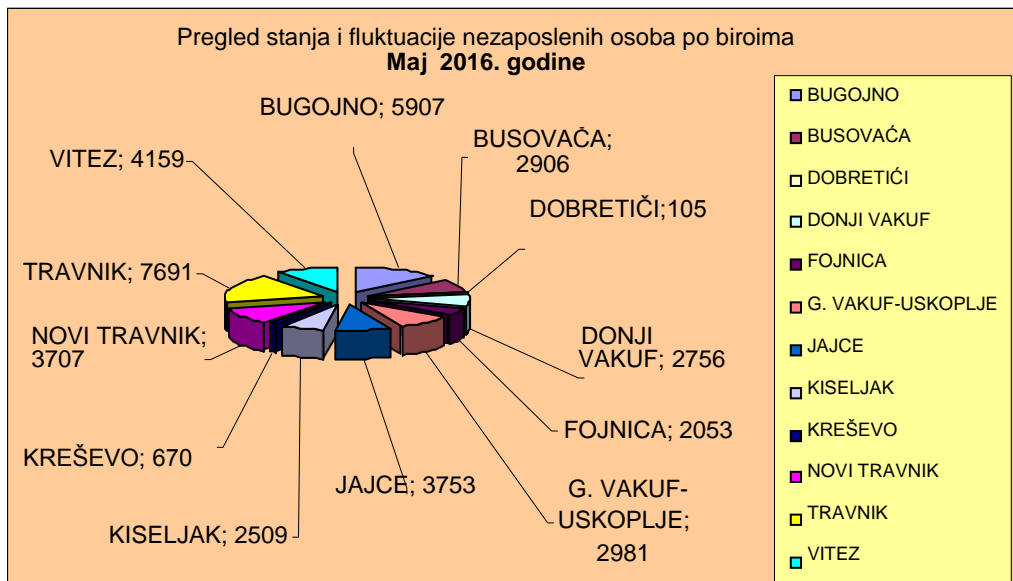 Pregled stanja i fluktuacije nezaposlenih osoba po biroima
Maj 2016. godine
BUGOJNO; 5907
BUSOVAĆA;
2906
DOBRETIČI;105
DONJI
VAKUF; 2756
FOJNICA; 2053
G. VAKUF-
USKOPLJE;
2981
JAJCE; 3753
KISELJAK; 2509
KREŠEVO; 670
NOVI TRAVNIK;
3707
TRAVNIK; 7691
VITEZ; 4159
BUGOJNO
BUSOVAĆA
DOBRETIĆI
DONJI VAKUF
FOJNICA
G. VAKUF-USKOPLJE
JAJCE
KISELJAK
KREŠEVO
NOVI TRAVNIK
TRAVNIK
VITEZ